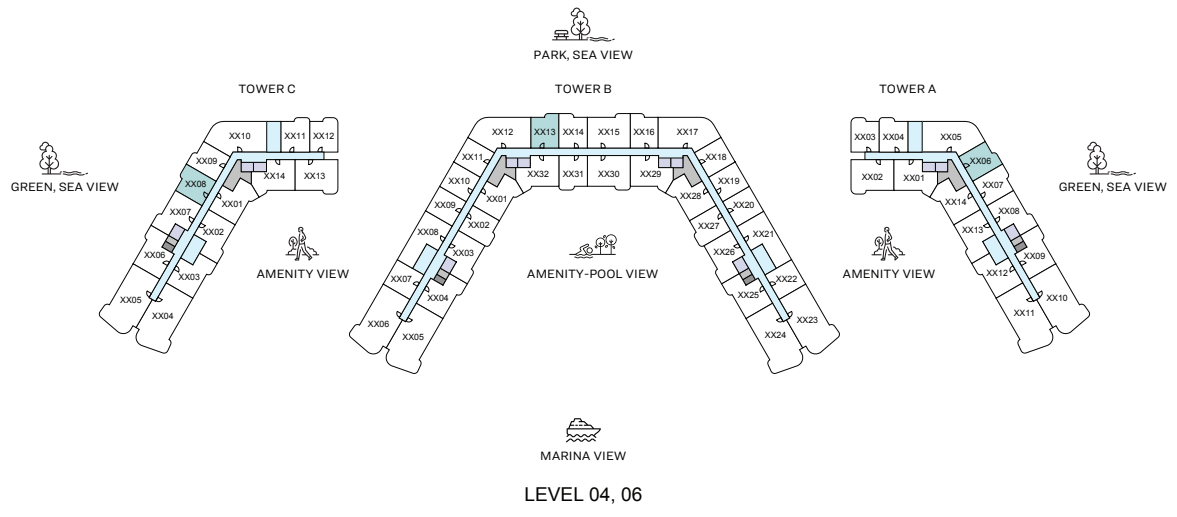 PARK, SEA VIEW
TOWER C
TOWER B
TOWER A
GREEN, SEA VIEW
GREEN, SEA VIEW
XX10
XX11
XX12
XX09
XX08
XX14
XX13
XX01
XX07
XX02
XX06
XX03
XX05
XX04
AMENITY VIEW
XX12
XX13
XX14
XX15
XX16
XX17
XX11
XX32
XX31
XX30
XX29
XX18
XX10
XX01
XX28
XX19
XX09
XX02
XX27
XX20
XX08
XX03
XX26
XX21
XX07
XX04
XX25
XX22
XX06
XX05
XX24
XX23
AMENITY-POOL VIEW
XX03
XX04
XX05
XX02
XX01
XX06
XX07
XX14
XX08
XX13
XX09
XX12
XX10
XX11
AMENITY VIEW
MARINA VIEW
LEVEL 04, 06